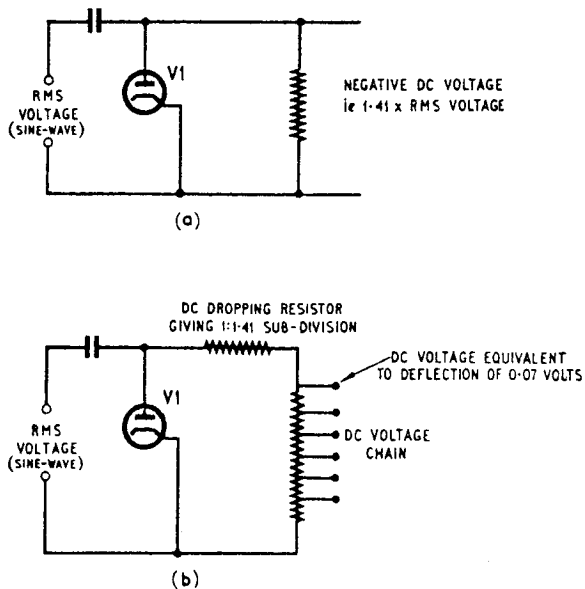 V1
RMS
VOLTAGE
(SINE-WAVE)
NEGATIVE DC VOLTAGE
ie 1·41 x RMS VOLTAGE
(a)
DC DROPPING RESISTOR
GIVING 1:1·41 SUB-DIVISION
DC VOLTAGE EQUIVALENT
TO DEFLECTION OF 0·07 VOLTS
V1
RMS
VOLTAGE
(SINE-WAVE)
DC VOLTAGE
CHAIN
(b)